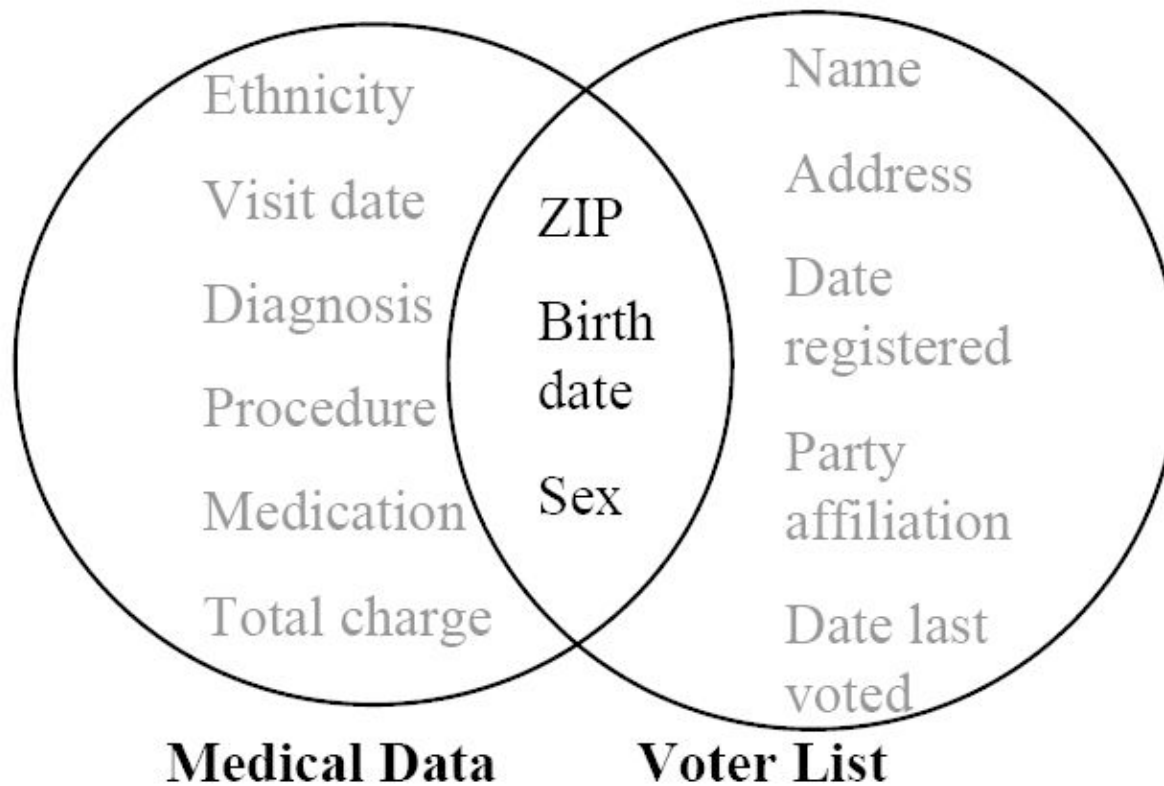 Ethnicity
Visit date
Diagnosis
Procedure
Medication
Total charge
ZIP
Birth
date
Sex
Name
Address
Date
registered
Party
affiliation
Date last
voted
Medical Data
Voter List